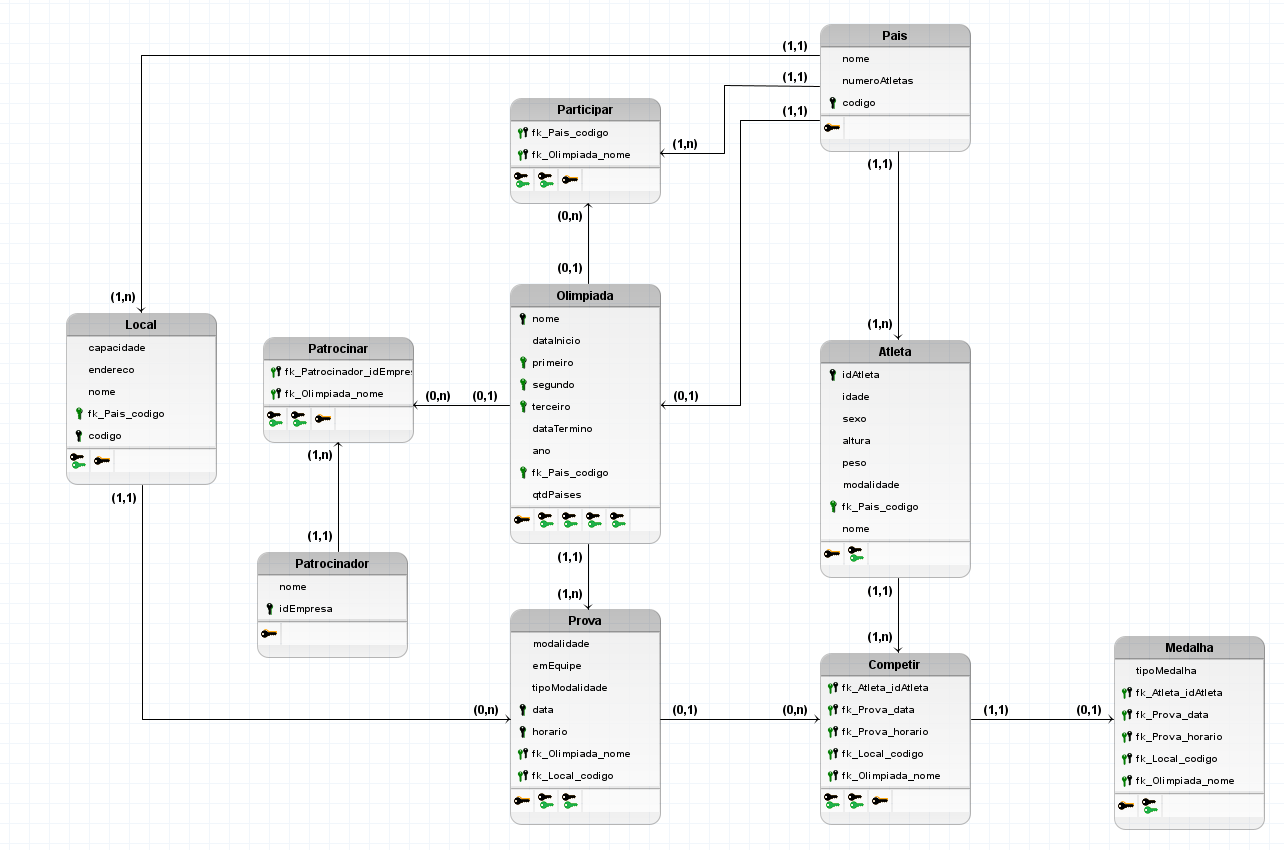 Pais
nome
numeroAtletas
codigo
(1,1)
(1,1)
(1,1)
(1,1)
Participar
fk_Pais_codigo
fk_Olimpiada_nome
(1,n)
(0,n)
(0,1)
(1,n)
Local
capacidade
endereco
nome
fk_Pais_codigo
codigo
(1,1)
Patrocinar
fk_Patrocinador_idEmpre
fk_Olimpiada_nome
(0,n)
(0,1)
(1,n)
(1,1)
Patrocinador
nome
idEmpresa
Olimpiada
nome
dataInicio
primeiro
segundo
terceiro
dataTermino
ano
fk_Pais_codigo
qtdPaises
(0,1)
(1,1)
(1,n)
(1,n)
Atleta
idAtleta
idade
sexo
altura
peso
modalidade
fk_Pais_codigo
nome
(1,1)
(1,n)
Prova
modalidade
emEquipe
tipoModalidade
data
horario
fk_Olimpiada_nome
fk_Local_codigo
(0,n)
(0,1)
(0,n)
Competir
fk_Atleta_idAtleta
fk_Prova_data
fk_Prova_horario
fk_Local_codigo
fk_Olimpiada_nome
(1,1)
(0,1)
Medalha
tipoMedalha
fk_Atleta_idAtleta
fk_Prova_data
fk_Prova_horario
fk_Local_codigo
fk_Olimpiada_nome